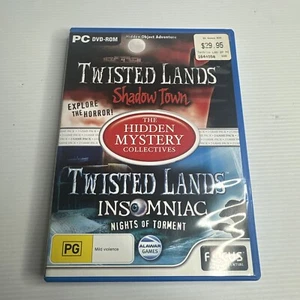 PC DVD-ROM
Hidden Object Adventure
$29.95
TWISTED LANDS
Shadow Town
EXPLORE
THE HORROR!
THE
HIDDEN
MYSTERY
COLLECTIVES
TWISTED LANDS
INSOMNIAC
NIGHTS OF TORMENT
PG
Mild violence
ALAWAR
GAMES